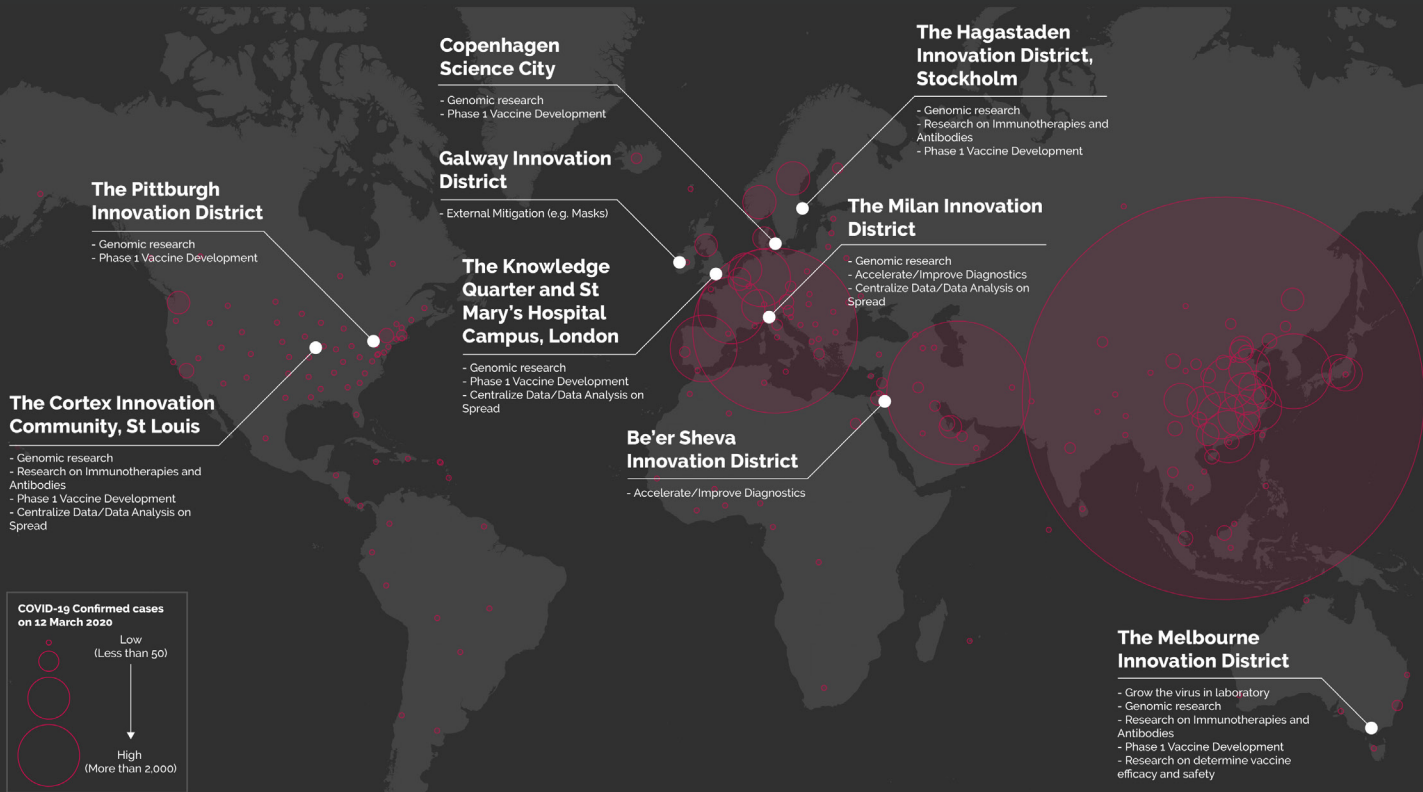 Copenhagen
Science City
- Genomic research
- Phase 1 Vaccine Development
The Hagastaden
Innovation District,
Stockholm
- Genomic research
- Research on Immunotherapies and
Antibodies
- Phase 1 Vaccine Development
Galway Innovation
District
- External Mitigation (e.g. Masks)
The Pittburgh
Innovation District
- Genomic research
- Phase 1 Vaccine Development
The Milan Innovation
District
- Genomic research
- Accelerate/Improve Diagnostics
- Centralize Data/Data Analysis on
Spread
The Knowledge
Quarter and St
Mary's Hospital
Campus, London
- Genomic research
- Phase 1 Vaccine Development
- Centralize Data/Data Analysis on
Spread
The Cortex Innovation
Community, St Louis
- Genomic research
- Research on Immunotherapies and
Antibodies
- Phase 1 Vaccine Development
- Centralize Data/Data Analysis on
Spread
Be'er Sheva
Innovation District
- Accelerate/Improve Diagnostics
COVID-19 Confirmed cases
on 12 March 2020
Low
(Less than 50)
High
(More than 2,000)
The Melbourne
Innovation District
- Grow the virus in laboratory
- Genomic research
- Research on Immunotherapies and
Antibodies
- Phase 1 Vaccine Development
- Research on determine vaccine
efficacy and safety